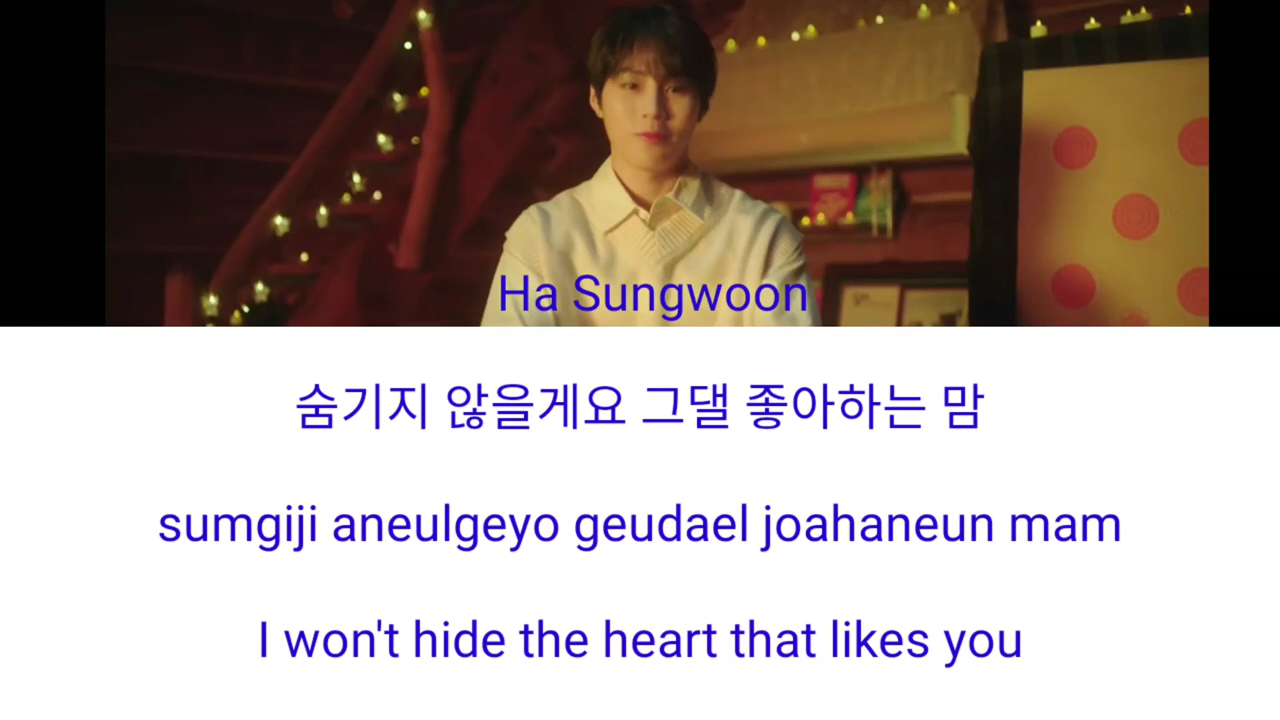 Ha Sungwoon
숨기지 않을게요 그댈 좋아하는 맘
sumgiji aneulgeyo geudael joahaneun mam
I won't hide the heart that likes you